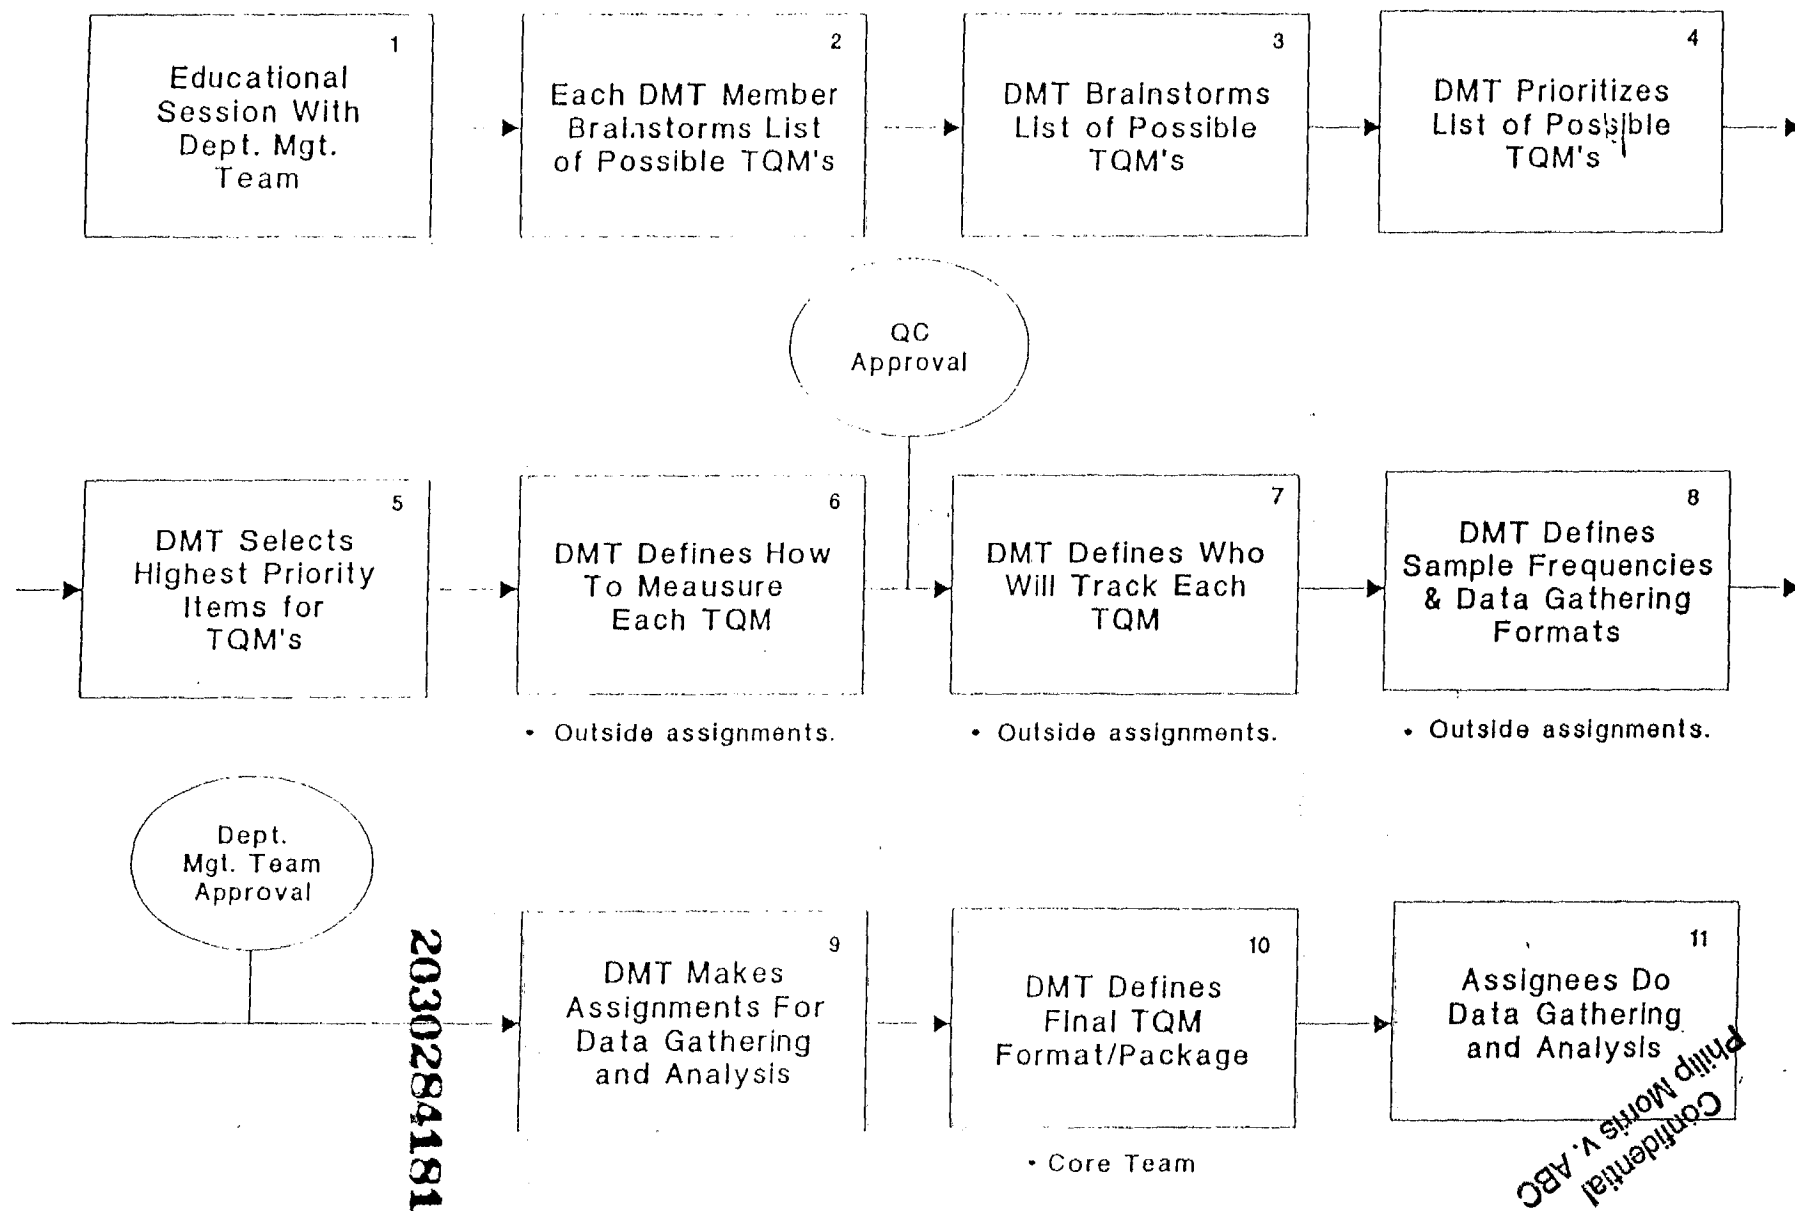 1
Educational
Session With
Dept. Mgt.
Team
2
Each DMT Member
Brainstorms List
of Possible TQM's
3
DMT Brainstorms
List of Possible
TQM's
4
DMT Prioritizes
List of Possible
TQM's
QC
Approval
5
DMT Selects
Highest Priority
Items for
TQM's
6
DMT Defines How
To Meausure
Each TQM
• Outside assignments.
7
DMT Defines Who
Will Track Each
TQM
• Outside assignments.
8
DMT Defines
Sample Frequencies
& Data Gathering
Formats
• Outside assignments.
Dept.
Mgt. Team
Approval
9
DMT Makes
Assignments For
Data Gathering
and Analysis
10
DMT Defines
Final TQM
Format/Package
• Core Team
11
Assignees Do
Data Gathering
and Analysis
2030284181
Confidential
Philip Morris V. ABC